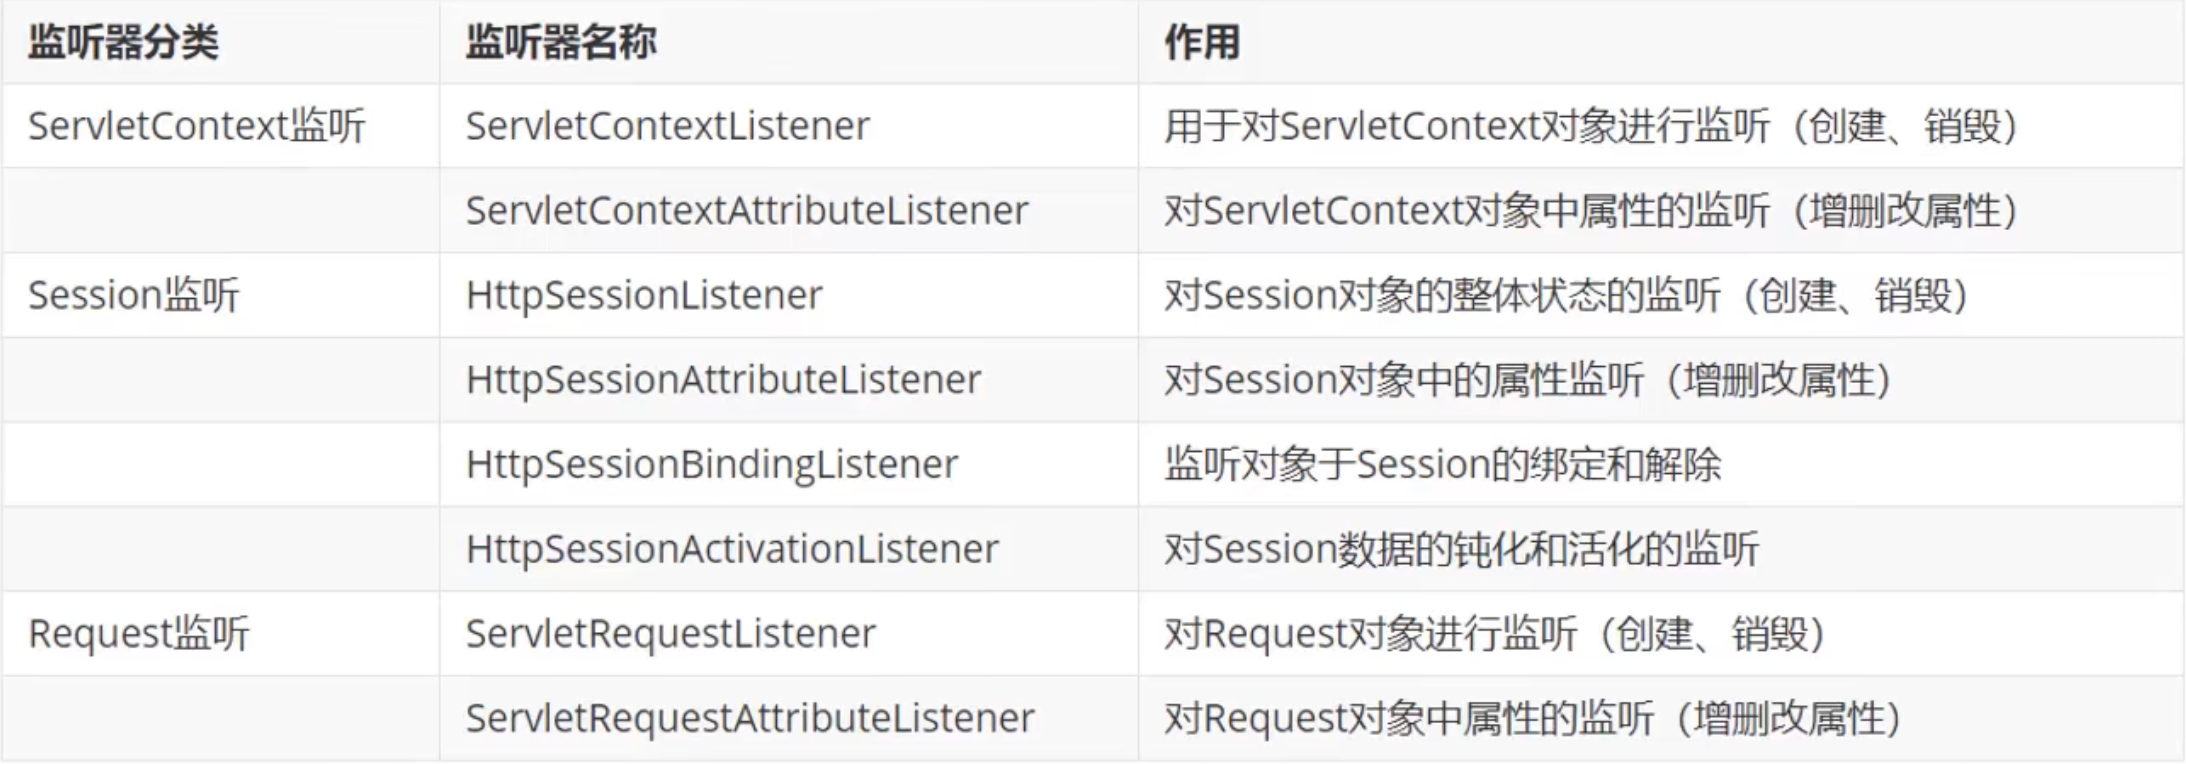 监听器分类 监听器名称 作用
ServletContext监听 ServletContextListener 用于对ServletContext对象进行监听（创建、销毁）
ServletContextAttributeListener 对ServletContext对象中属性的监听（增删改属性）
Session监听 HttpSessionListener 对Session对象的整体状态的监听（创建、销毁）
HttpSessionAttributeListener 对Session对象中的属性监听（增删改属性）
HttpSessionBindingListener 监听对象于Session的绑定和解除
HttpSessionActivationListener 对Session数据的钝化和活化的监听
Request监听 ServletRequestListener 对Request对象进行监听（创建、销毁）
ServletRequestAttributeListener 对Request对象中属性的监听（增删改属性）